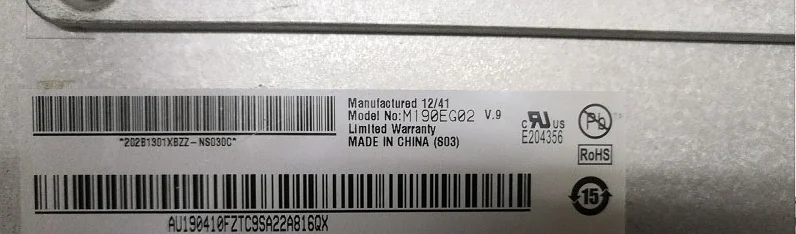 Manufactured 12/41
Model No:M190EG02 V.9
Limited Warranty
MADE IN CHINA (S03)
*202B1301XBZZ-NS030C*
c RU US
E204356
Pb
RoHS
15
AU190410FZTC9SA22A816QX